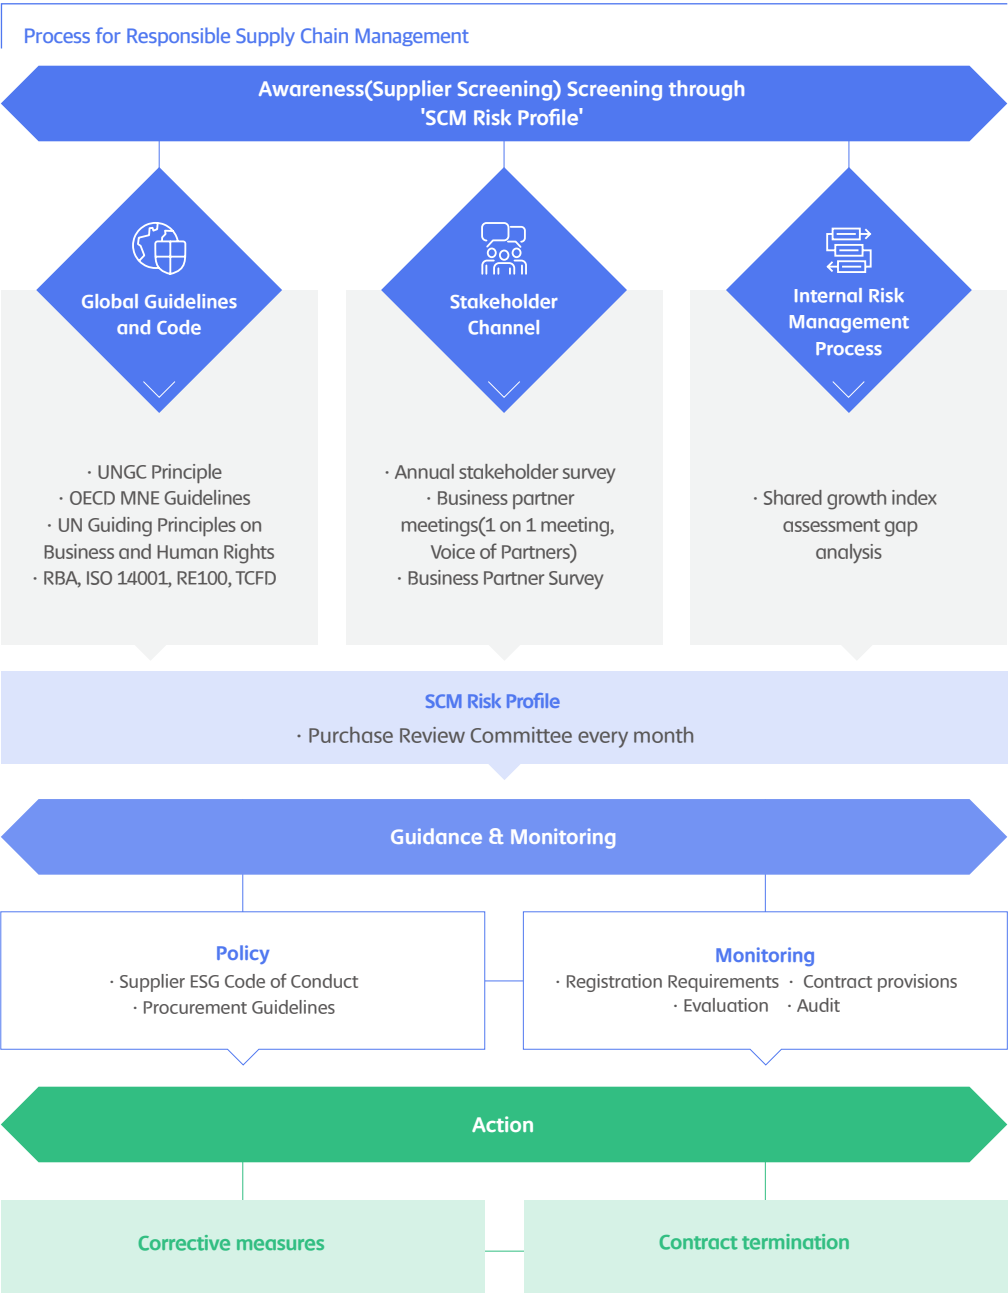 Process for Responsible Supply Chain Management
Awareness(Supplier Screening) Screening through
'SCM Risk Profile'
Global Guidelines
and Code
· UNGC Principle
· OECD MNE Guidelines
· UN Guiding Principles on
Business and Human Rights
· RBA, ISO 14001, RE100, TCFD
Stakeholder
Channel
· Annual stakeholder survey
· Business partner
meetings(1 on 1 meeting,
Voice of Partners)
· Business Partner Survey
Internal Risk
Management
Process
· Shared growth index
assessment gap
analysis
SCM Risk Profile
· Purchase Review Committee every month
Guidance & Monitoring
Policy
· Supplier ESG Code of Conduct
· Procurement Guidelines
Monitoring
· Registration Requirements · Contract provisions
· Evaluation · Audit
Action
Corrective measures
Contract termination